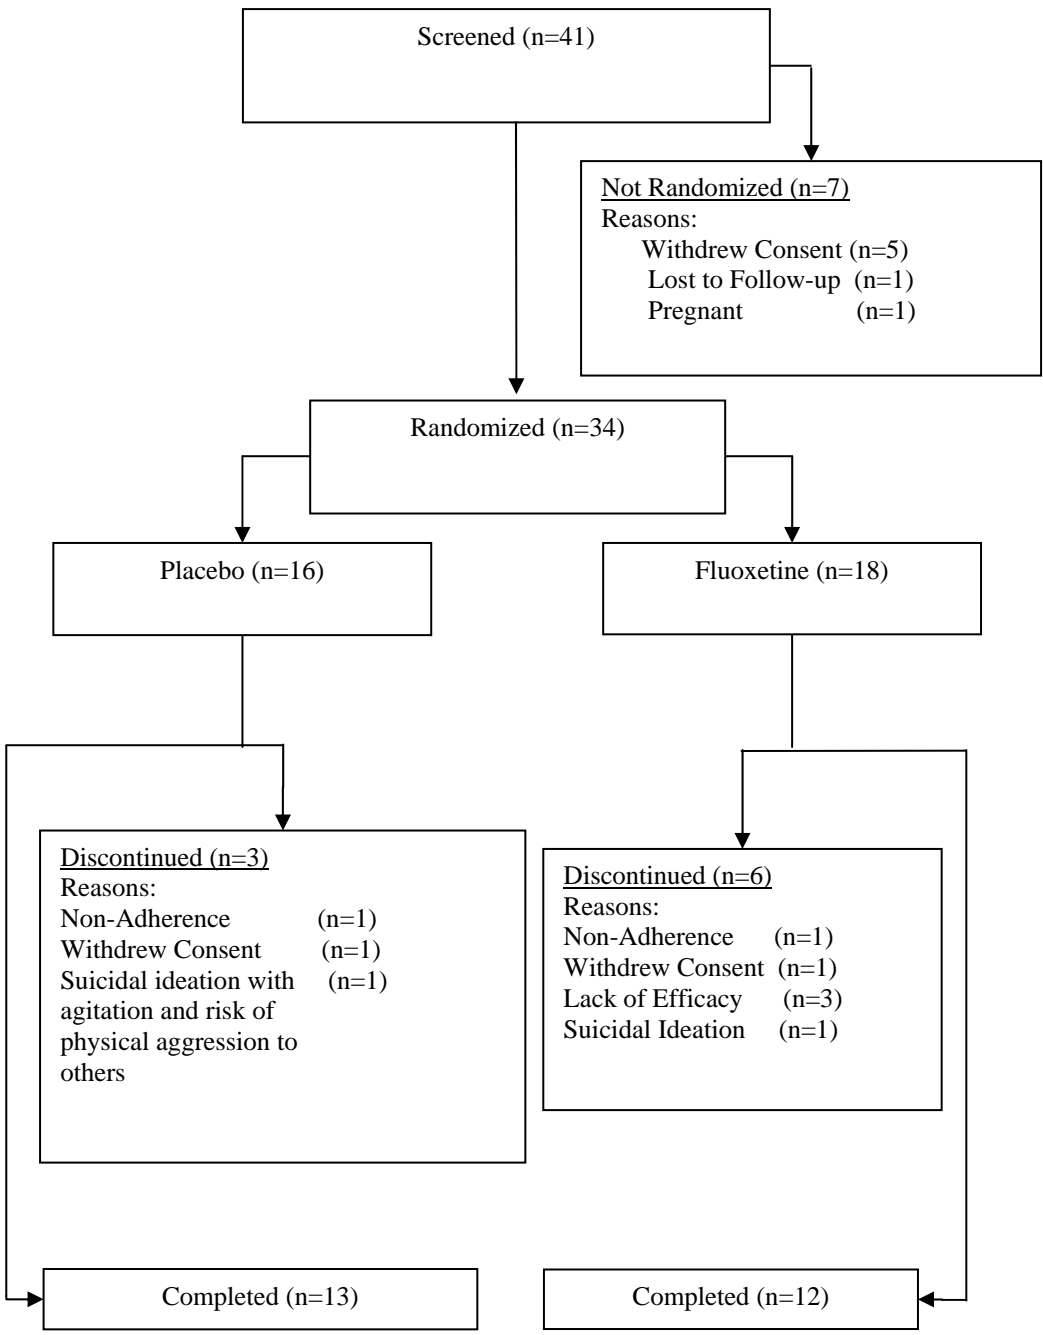 Screened (n=41)
Not Randomized (n=7)
Reasons:
Withdrew Consent (n=5)
Lost to Follow-up (n=1)
Pregnant (n=1)
Randomized (n=34)
Placebo (n=16)
Fluoxetine (n=18)
Discontinued (n=3)
Reasons:
Non-Adherence (n=1)
Withdrew Consent (n=1)
Suicidal ideation with (n=1)
agitation and risk of
physical aggression to
others
Discontinued (n=6)
Reasons:
Non-Adherence (n=1)
Withdrew Consent (n=1)
Lack of Efficacy (n=3)
Suicidal Ideation (n=1)
Completed (n=13)
Completed (n=12)